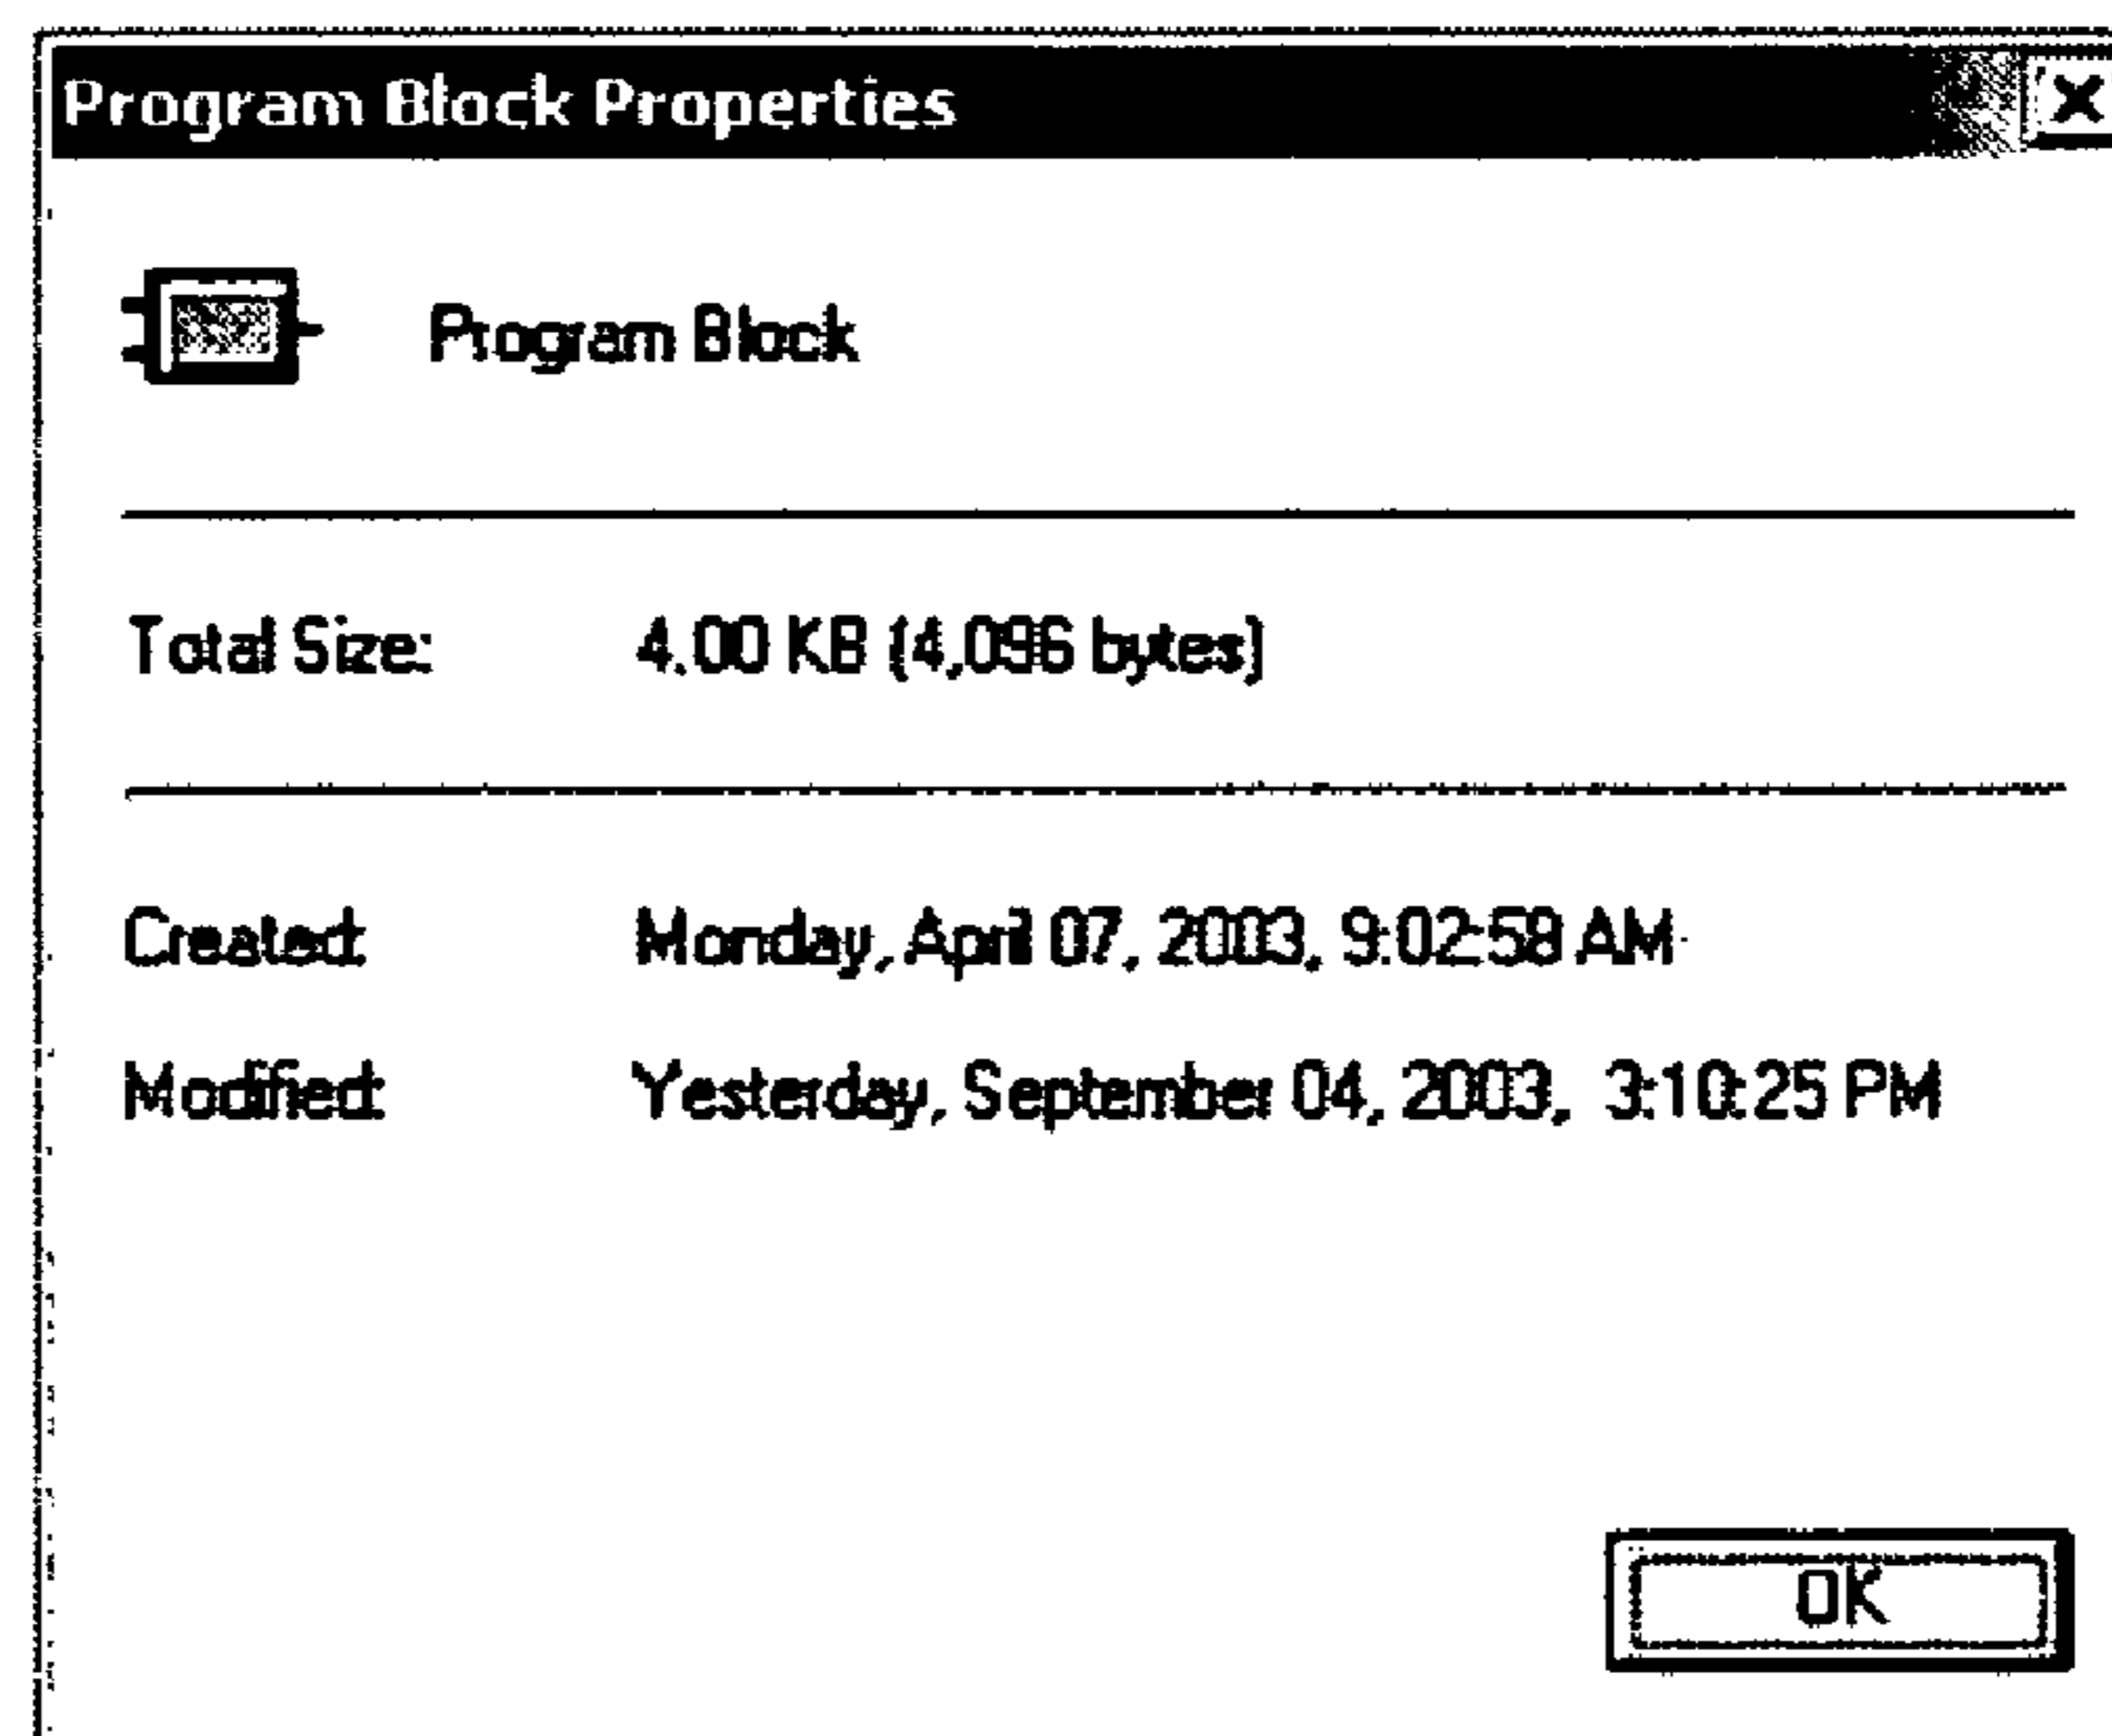 Program Block Properties
Program Block
Total Size: 4.00 KB (4,096 bytes)
Created: Monday, April 07, 2003, 9:02:58 AM
Modified: Yesterday, September 04, 2003, 3:10:25 PM
OK